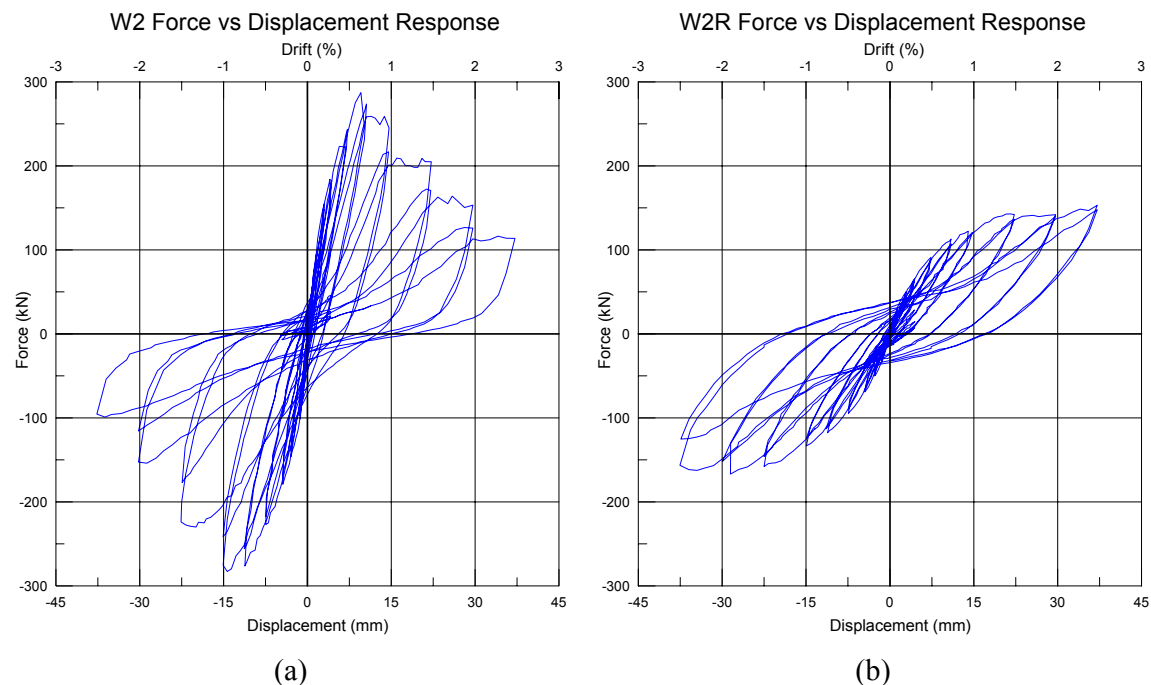 W2 Force vs Displacement Response
Drift (%)
-3 -2 -1 0 1 2 3
300
200
100
0
-100
-200
-300
Force (kN)
-45 -30 -15 0 15 30 45
Displacement (mm)
(a)
W2R Force vs Displacement Response
Drift (%)
-3 -2 -1 0 1 2 3
300
200
100
0
-100
-200
-300
Force (kN)
-45 -30 -15 0 15 30 45
Displacement (mm)
(b)